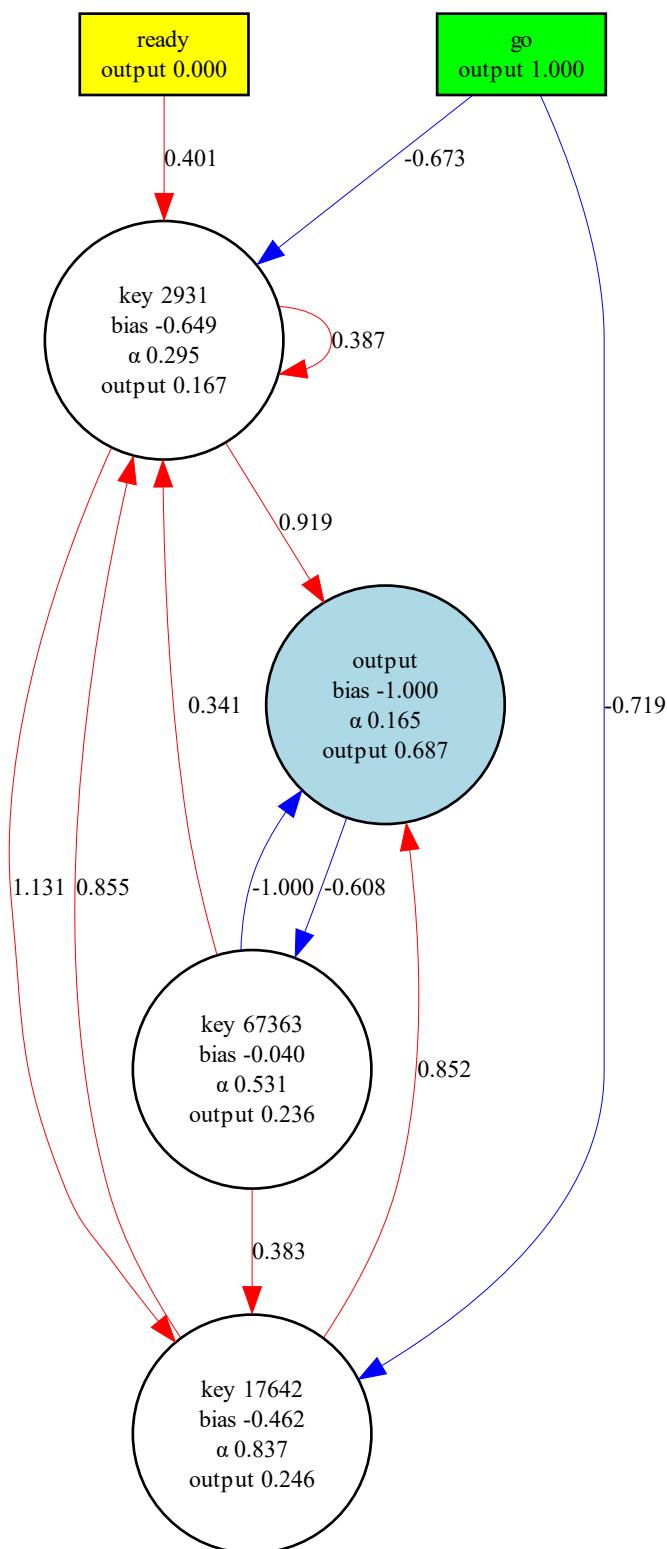 ready
output 0.000
go
output 1.000
0.401
-0.673
key 2931
bias -0.649
α 0.295
output 0.167
0.387
0.919
output
bias -1.000
α 0.165
output 0.687
0.341
-0.719
1.131
0.855
-1.000
-0.608
0.852
key 67363
bias -0.040
α 0.531
output 0.236
0.383
key 17642
bias -0.462
α 0.837
output 0.246